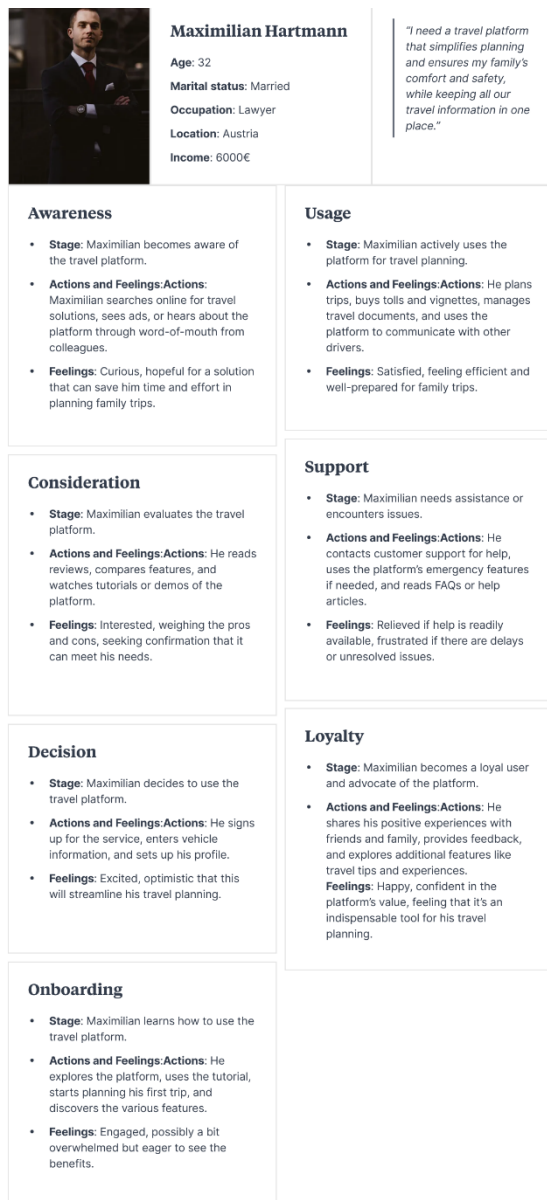 Maximilian Hartmann
Age: 32
Marital status: Married
Occupation: Lawyer
Location: Austria
Income: 6000€
"I need a travel platform
that simplifies planning
and ensures my family's
comfort and safety,
while keeping all our
travel information in one
place."
Awareness
• Stage: Maximilian becomes aware of
the travel platform.
• Actions and Feelings:Actions:
Maximilian searches online for travel
solutions, sees ads, or hears about the
platform through word-of-mouth from
colleagues.
• Feelings: Curious, hopeful for a solution
that can save him time and effort in
planning family trips.
Consideration
• Stage: Maximilian evaluates the travel
platform.
• Actions and Feelings:Actions: He reads
reviews, compares features, and
watches tutorials or demos of the
platform.
• Feelings: Interested, weighing the pros
and cons, seeking confirmation that it
can meet his needs.
Decision
• Stage: Maximilian decides to use the
travel platform.
• Actions and Feelings:Actions: He signs
up for the service, enters vehicle
information, and sets up his profile.
• Feelings: Excited, optimistic that this
will streamline his travel planning.
Onboarding
• Stage: Maximilian learns how to use the
travel platform.
• Actions and Feelings:Actions: He
explores the platform, uses the tutorial,
starts planning his first trip, and
discovers the various features.
• Feelings: Engaged, possibly a bit
overwhelmed but eager to see the
benefits.
Usage
• Stage: Maximilian actively uses the
platform for travel planning.
• Actions and Feelings:Actions: He plans
trips, buys tolls and vignettes, manages
travel documents, and uses the
platform to communicate with other
drivers.
• Feelings: Satisfied, feeling efficient and
well-prepared for family trips.
Support
• Stage: Maximilian needs assistance or
encounters issues.
• Actions and Feelings:Actions: He
contacts customer support for help,
uses the platform's emergency features
if needed, and reads FAQs or help
articles.
• Feelings: Relieved if help is readily
available, frustrated if there are delays
or unresolved issues.
Loyalty
• Stage: Maximilian becomes a loyal user
and advocate of the platform.
• Actions and Feelings:Actions: He
shares his positive experiences with
friends and family, provides feedback,
and explores additional features like
travel tips and experiences.
Feelings: Happy, confident in the
platform's value, feeling that it's an
indispensable tool for his travel
planning.